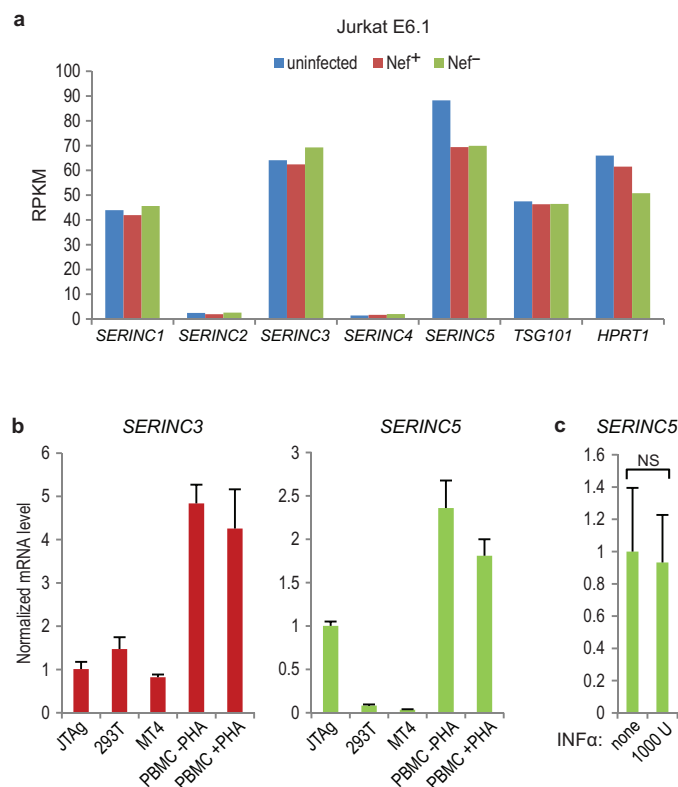 a
Jurkat E6.1
uninfected Nef+ Nef–
RPKM
100
90
80
70
60
50
40
30
20
10
0
SERINC1 SERINC2 SERINC3 SERINC4 SERINC5 TSG101 HPRT1
b
SERINC3
Normalized mRNA level
6
5
4
3
2
1
0
JTAg 293T MT4 PBMC -PHA PBMC +PHA
SERINC5
3
2.5
2
1.5
1
0.5
0
JTAg 293T MT4 PBMC -PHA PBMC +PHA
c
SERINC5
NS
1.6
1.4
1.2
1
0.8
0.6
0.4
0.2
0
INFα: none 1000 U